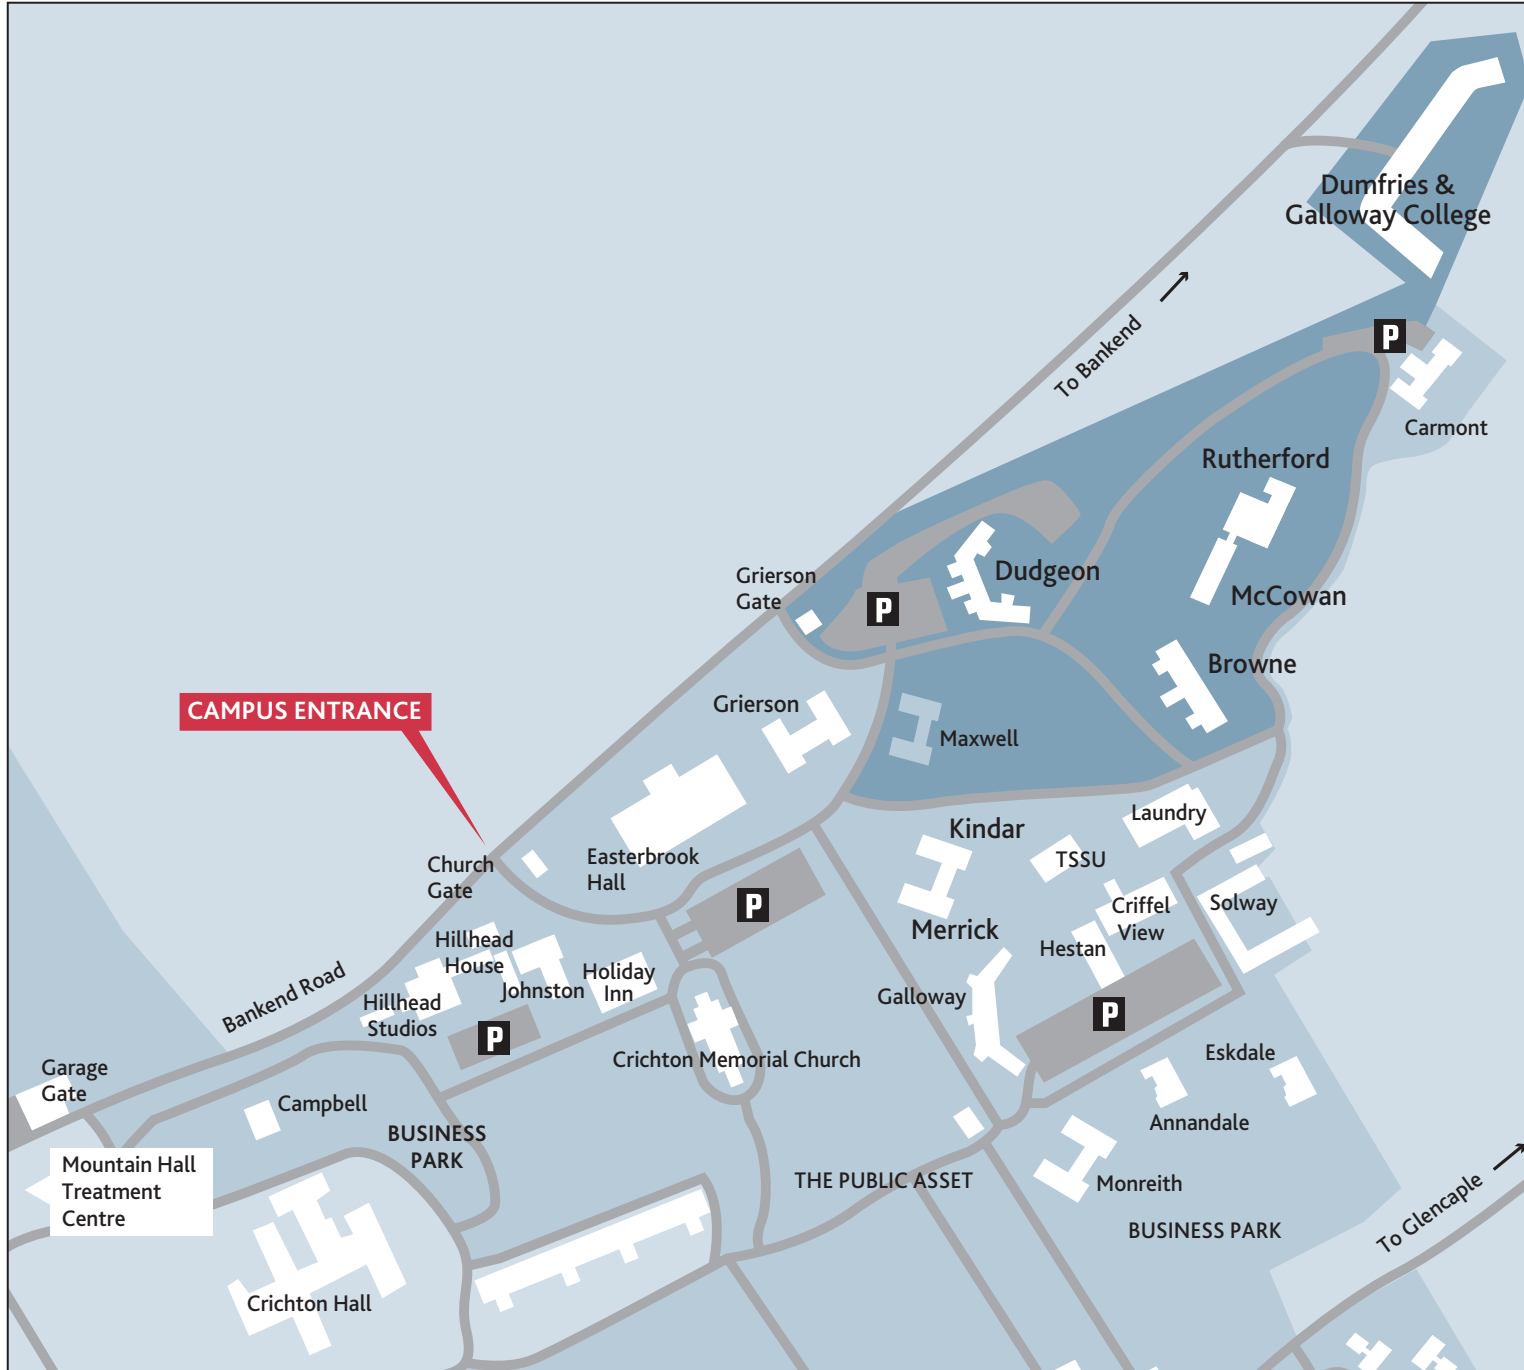 Dumfries &
Galloway College
To Bankend
P
Carmont
Rutherford
Dudgeon
McCowan
Grierson
Gate
P
Browne
CAMPUS ENTRANCE
Grierson
Maxwell
Laundry
Kindar
TSSU
Church
Gate
Easterbrook
Hall
P
Criffel
View
Solway
Merrick
Hestan
Hillhead
House
Johnston
Holiday
Inn
Galloway
Bankend Road
Hillhead
Studios
P
P
Crichton Memorial Church
Eskdale
Garage
Gate
Campbell
Annandale
BUSINESS
PARK
Mountain Hall
Treatment
Centre
THE PUBLIC ASSET
Monreith
BUSINESS PARK
To Glencaple
Crichton Hall